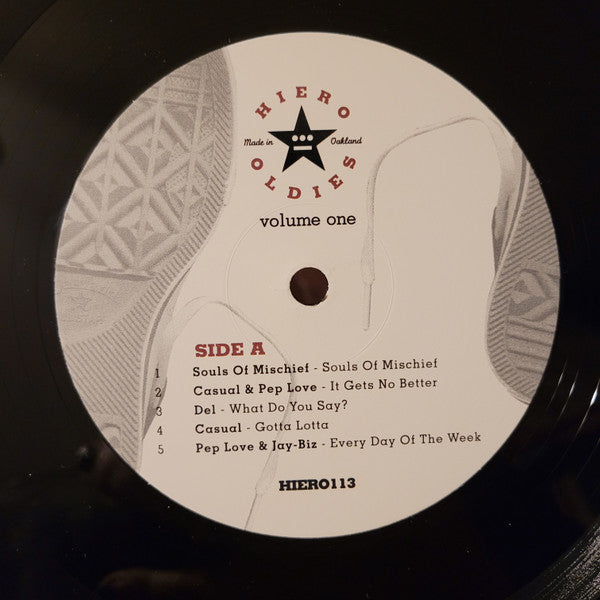 HIERO
Made in Oakland
OLDIES
volume one
SIDE A
1 Souls Of Mischief - Souls Of Mischief
2 Casual & Pep Love - It Gets No Better
3 Del - What Do You Say?
4 Casual - Gotta Lotta
5 Pep Love & Jay-Biz - Every Day Of The Week
HIERO113